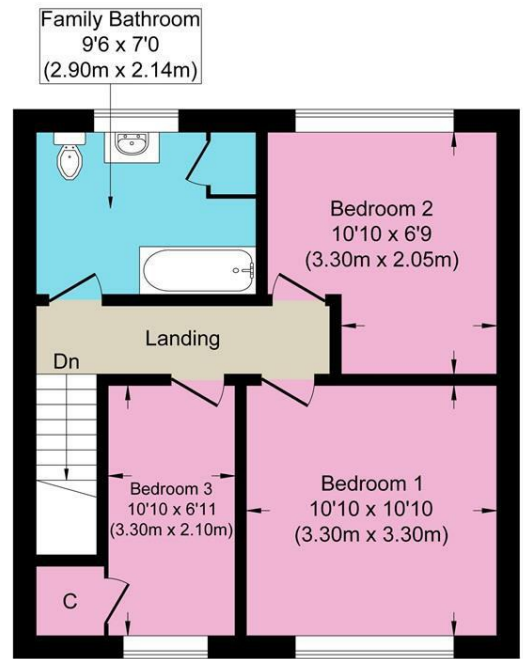 Family Bathroom
9'6 x 7'0
(2.90m x 2.14m)
Bedroom 2
10'10 x 6'9
(3.30m x 2.05m)
Landing
Dn
Bedroom 3
10'10 x 6'11
(3.30m x 2.10m)
Bedroom 1
10'10 x 10'10
(3.30m x 3.30m)
C